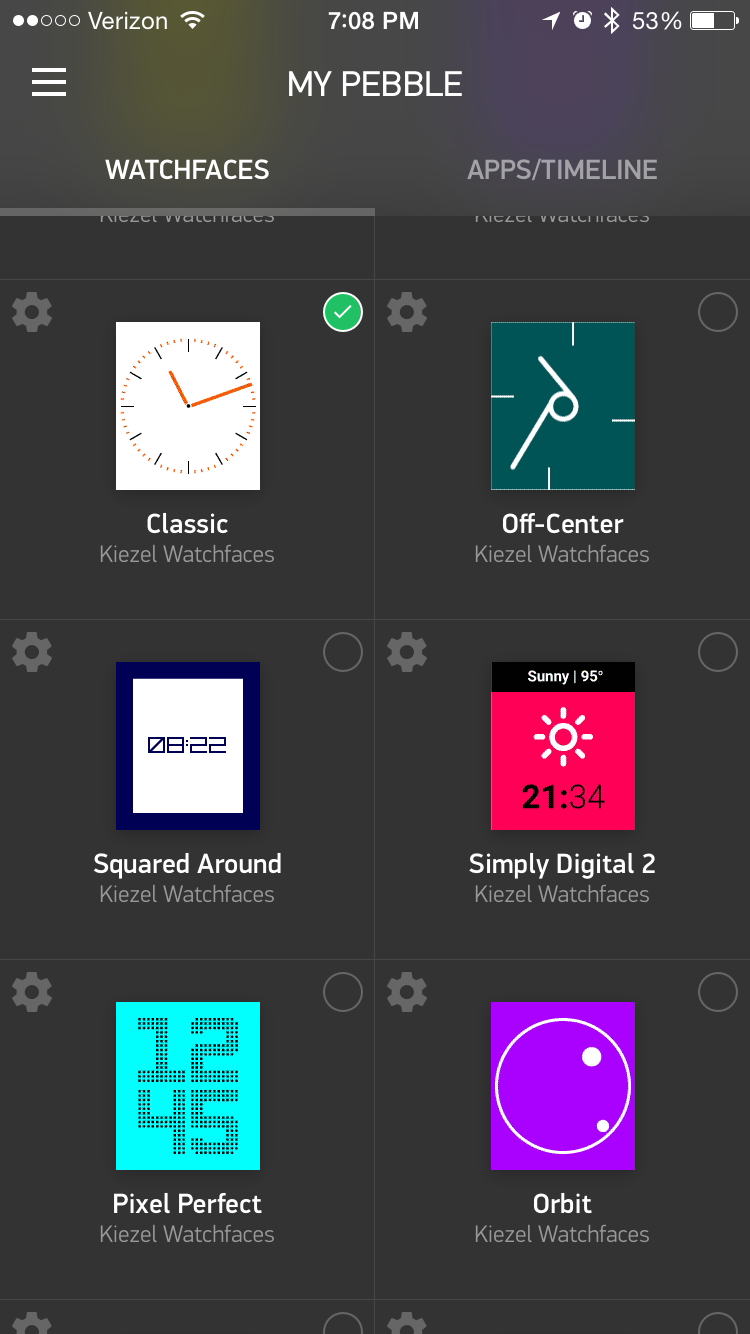 Verizon 7:08 PM 53%
MY PEBBLE
WATCHFACES APPS/TIMELINE
Kiezel Watchfaces Kiezel Watchfaces
Classic Off-Center
Kiezel Watchfaces Kiezel Watchfaces
08:22
Sunny | 95°
21:34
Squared Around Simply Digital 2
Kiezel Watchfaces Kiezel Watchfaces
12
45
Pixel Perfect Orbit
Kiezel Watchfaces Kiezel Watchfaces